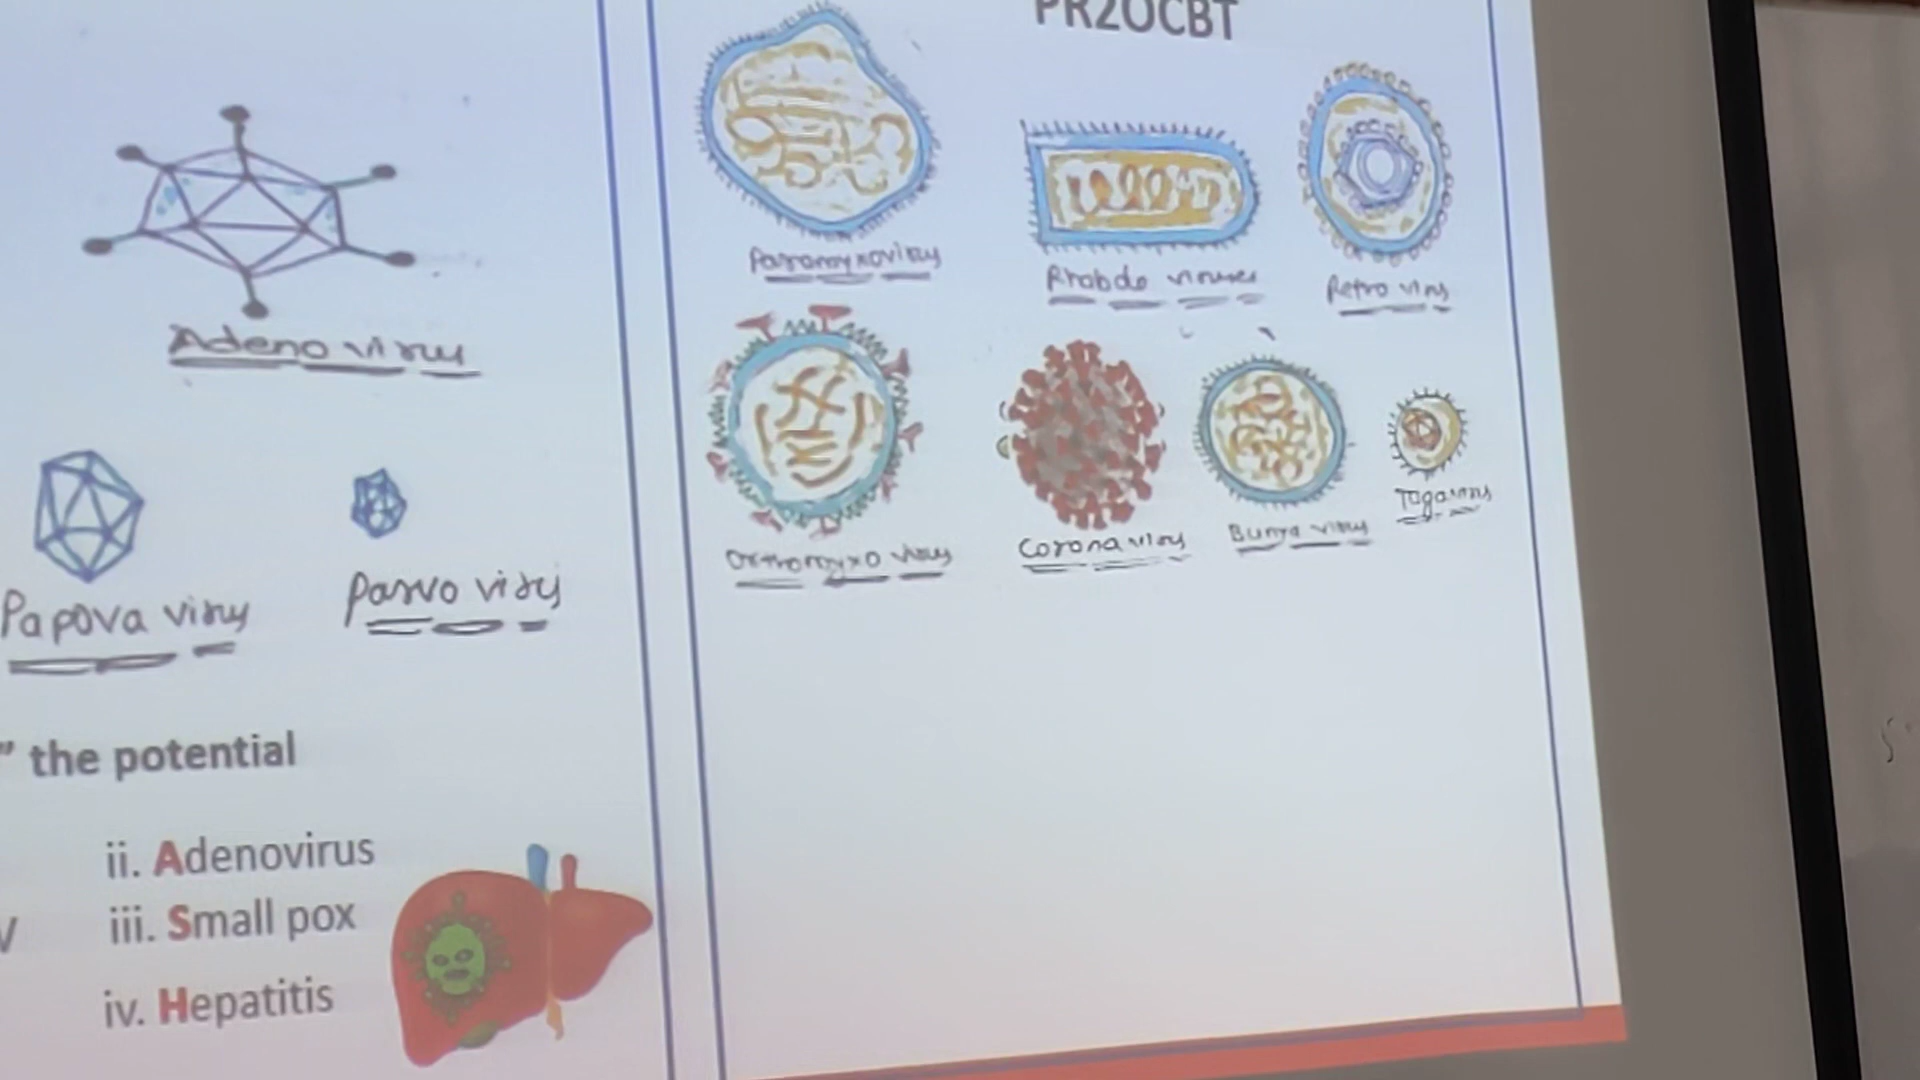 Adeno virus
Papova virus
Parvo virus
" the potential
ii. Adenovirus
iii. Small pox
iv. Hepatitis
PR2OCBT
Paramyxovirus
Rhabdo viruses
Retro virus
Orthomyxo virus
Corona virus
Bunya virus
Togavirus